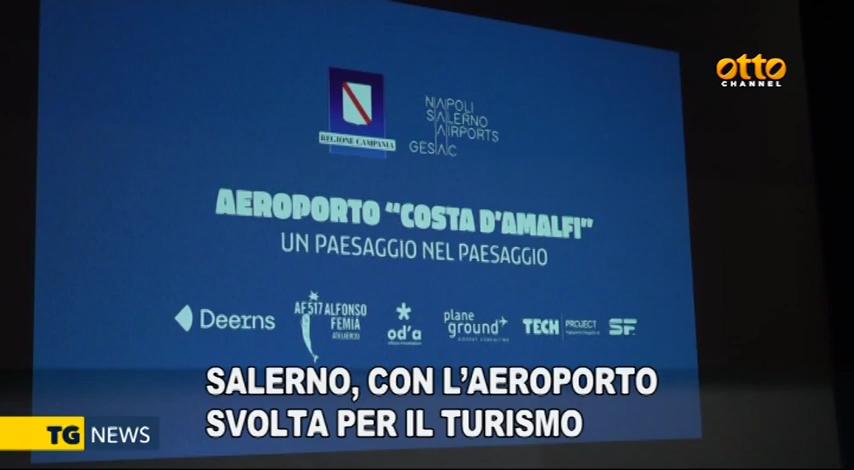 otto
CHANNEL
REGIONE CAMPANIA
NAPOLI
SALERNO
AIRPORTS
GESAC
AEROPORTO “COSTA D’AMALFI”
UN PAESAGGIO NEL PAESAGGIO
Deerns
AF517 ALFONSO
FEMIA
od’a
plane
ground
TECH PROJECT
SF
SALERNO, CON L’AEROPORTO
SVOLTA PER IL TURISMO
TG NEWS